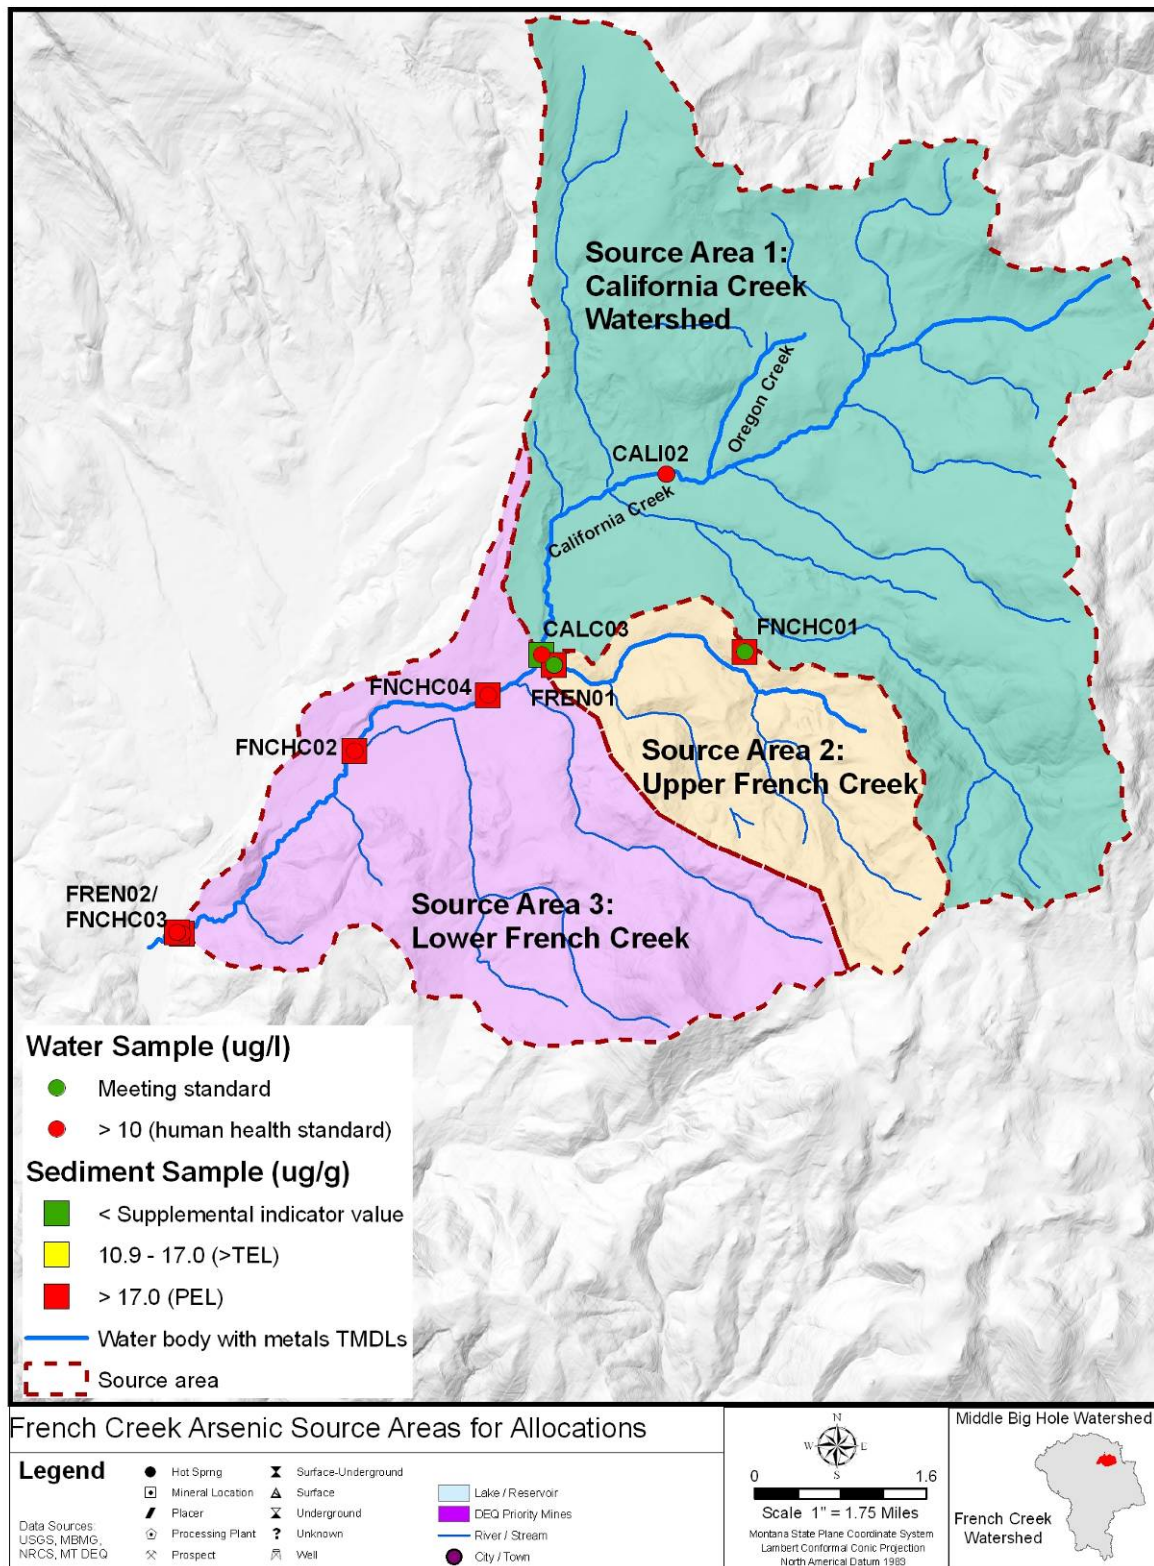 Source Area 1:
California Creek
Watershed
Oregon Creek
CALI02
California Creek
CALC03
FNCHC01
FNCHC04
FREN01
FNCHC02
Source Area 2:
Upper French Creek
FREN02/
FNCHC03
Source Area 3:
Lower French Creek
Water Sample (ug/l)
Meeting standard
> 10 (human health standard)
Sediment Sample (ug/g)
< Supplemental indicator value
10.9 - 17.0 (>TEL)
> 17.0 (PEL)
Water body with metals TMDLs
Source area
French Creek Arsenic Source Areas for Allocations
Legend
Data Sources:
USGS, MBMG,
NRCS, MT DEQ
Hot Sprng
Mineral Location
Placer
Processing Plant
Prospect
Surface-Underground
Surface
Underground
? Unknown
Well
Lake / Reservoir
DEQ Priority Mines
River / Stream
City / Town
N
W E
S
0 1.6
Scale 1" = 1.75 Miles
Montana State Plane Coordinate System
Lambert Conformal Conic Projection
North Americal Datum 1983
Middle Big Hole Watershed
French Creek
Watershed